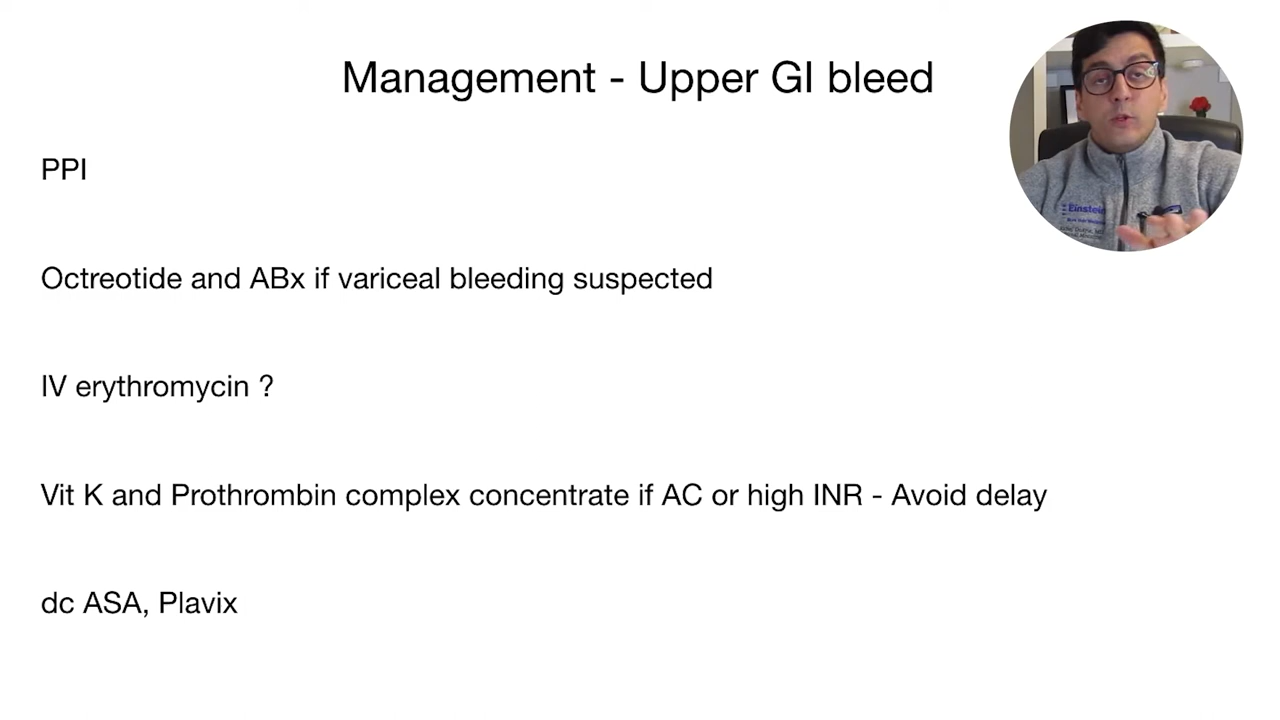 Management - Upper GI bleed
PPI
Octreotide and ABx if variceal bleeding suspected
IV erythromycin ?
Vit K and Prothrombin complex concentrate if AC or high INR - Avoid delay
dc ASA, Plavix
Einstein